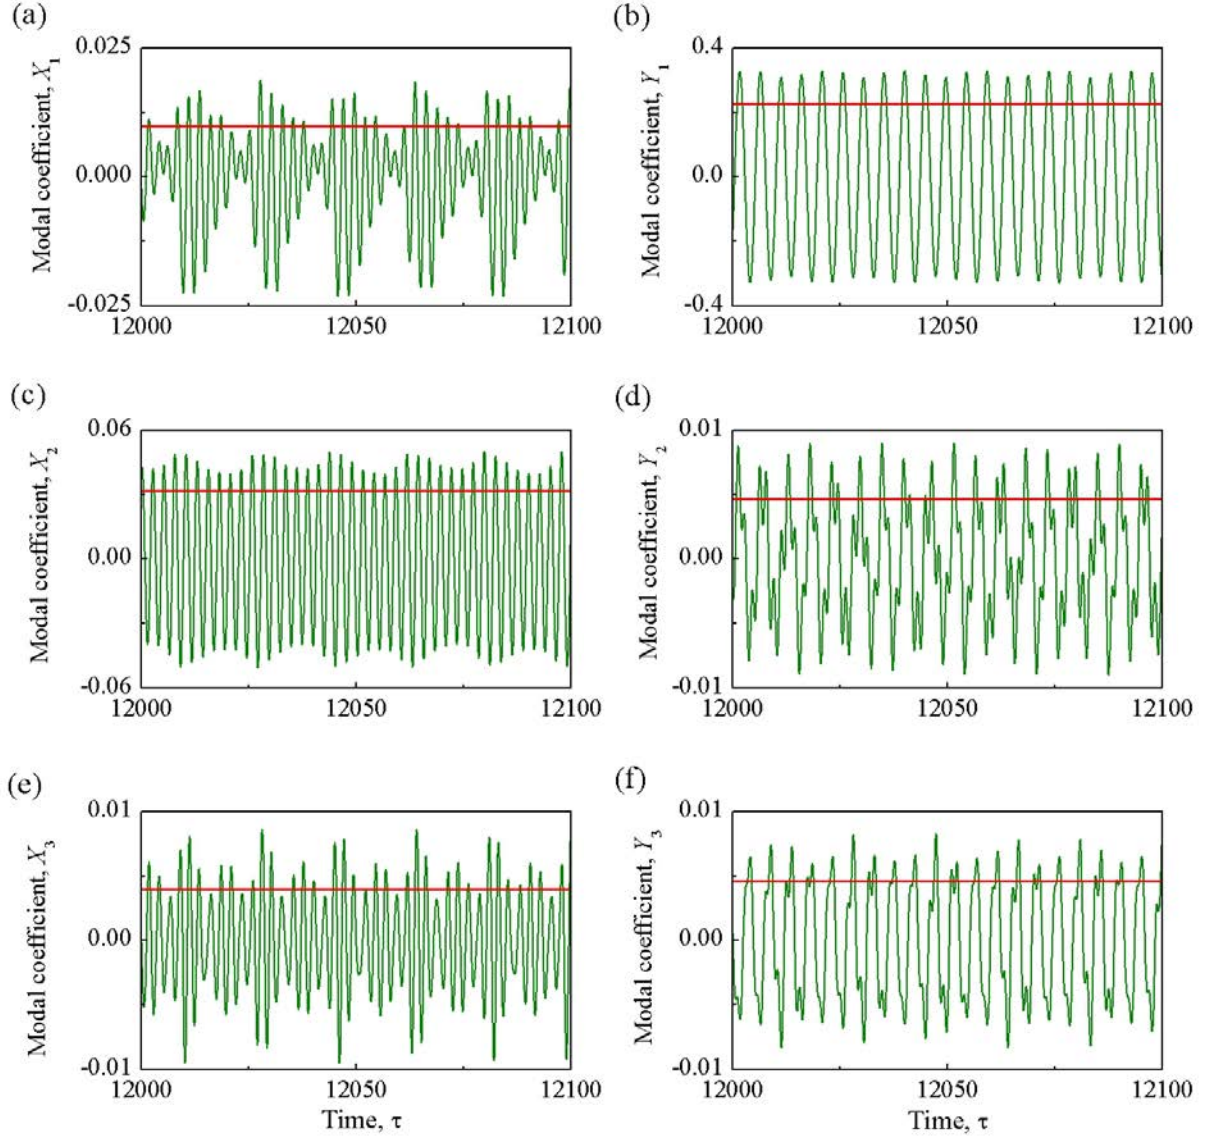 (a)
Modal coefficient, X1
0.025
0.000
-0.025
12000 12050 12100
(b)
Modal coefficient, Y1
0.4
0.0
-0.4
12000 12050 12100
(c)
Modal coefficient, X2
0.06
0.00
-0.06
12000 12050 12100
(d)
Modal coefficient, Y2
0.01
0.00
-0.01
12000 12050 12100
(e)
Modal coefficient, X3
0.01
0.00
-0.01
12000 12050 12100
Time, τ
(f)
Modal coefficient, Y3
0.01
0.00
-0.01
12000 12050 12100
Time, τ